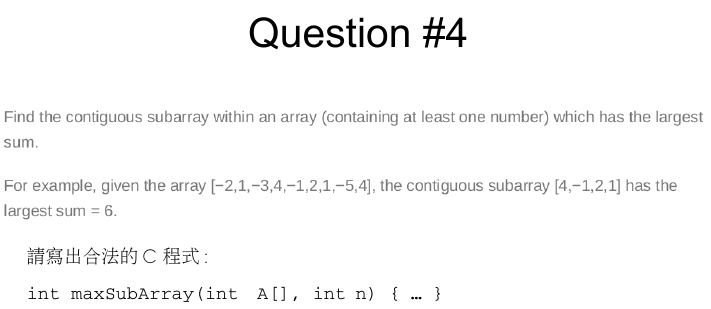 Question #4
Find the contiguous subarray within an array (containing at least one number) which has the largest
sum.
For example, given the array [−2,1,−3,4,−1,2,1,−5,4], the contiguous subarray [4,−1,2,1] has the
largest sum = 6.
請寫出合法的 C 程式 :
int maxSubArray(int  A[], int n) { … }